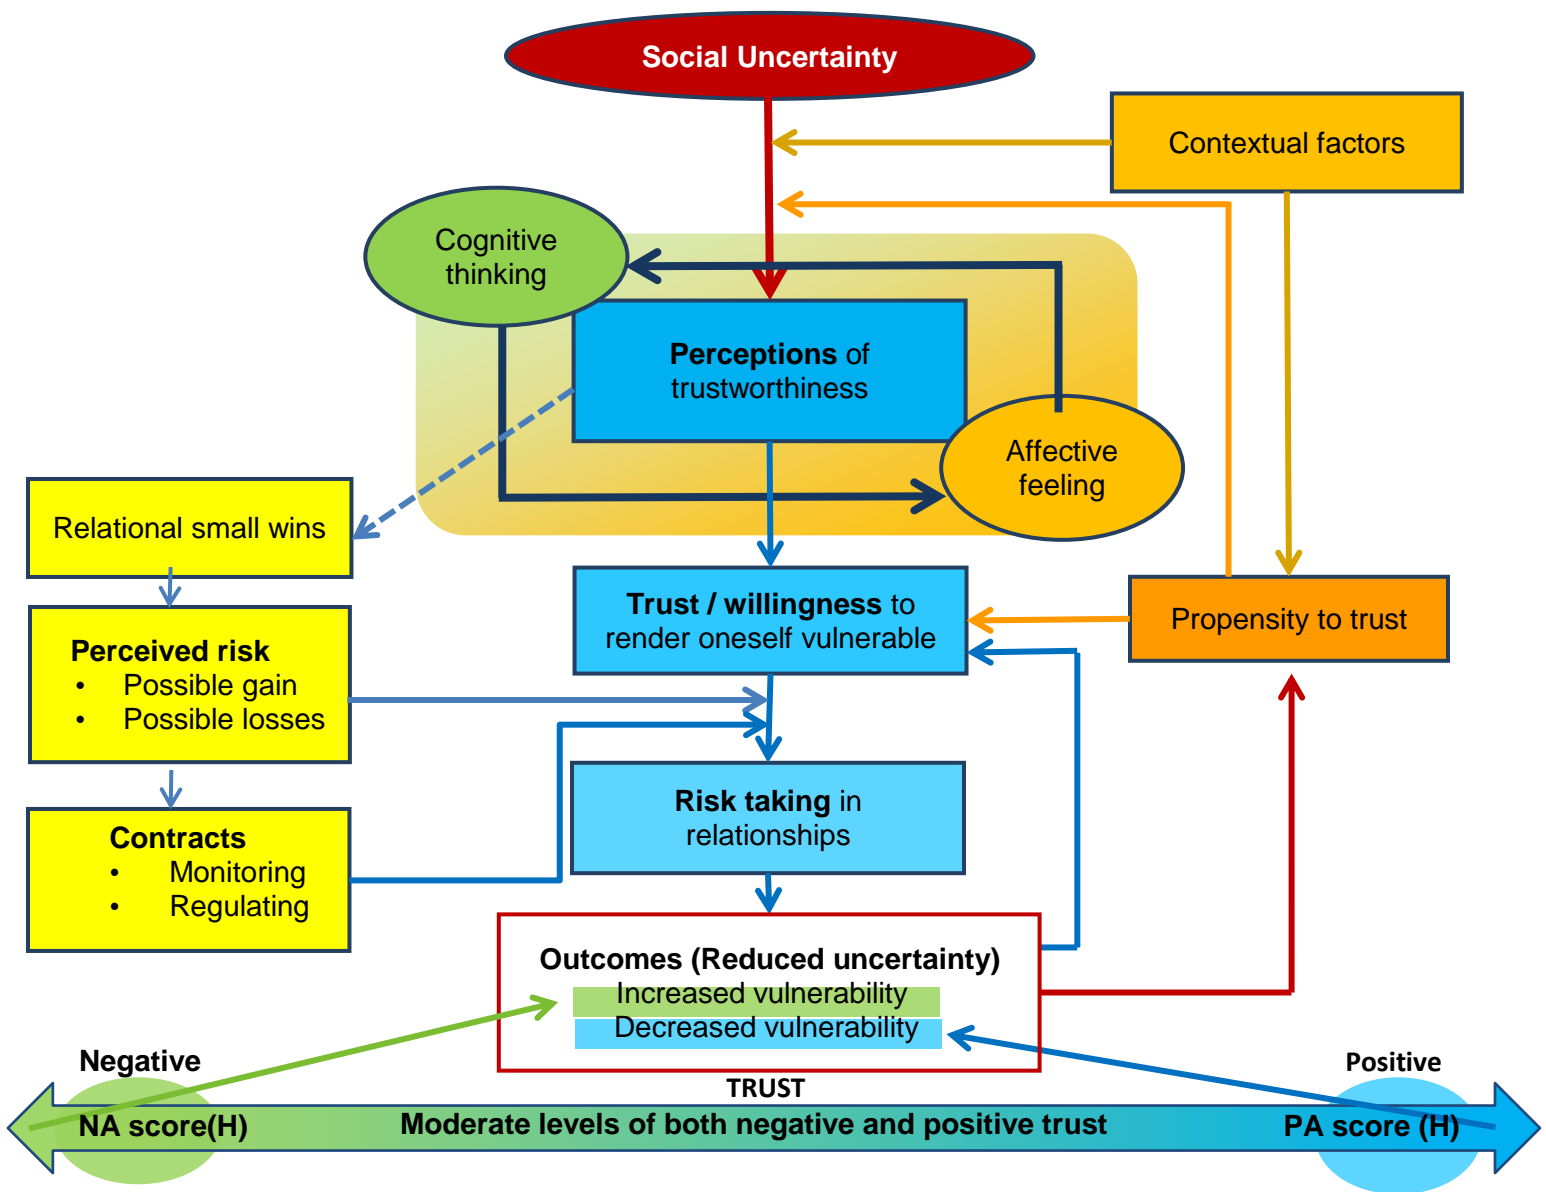 Social Uncertainty
Contextual factors
Cognitive
thinking
Perceptions of
trustworthiness
Affective
feeling
Relational small wins
Trust / willingness to
render oneself vulnerable
Propensity to trust
Perceived risk
• Possible gain
• Possible losses
Risk taking in
relationships
Contracts
• Monitoring
• Regulating
Outcomes (Reduced uncertainty)
Increased vulnerability
Decreased vulnerability
Negative
Positive
TRUST
NA score(H)
Moderate levels of both negative and positive trust
PA score (H)